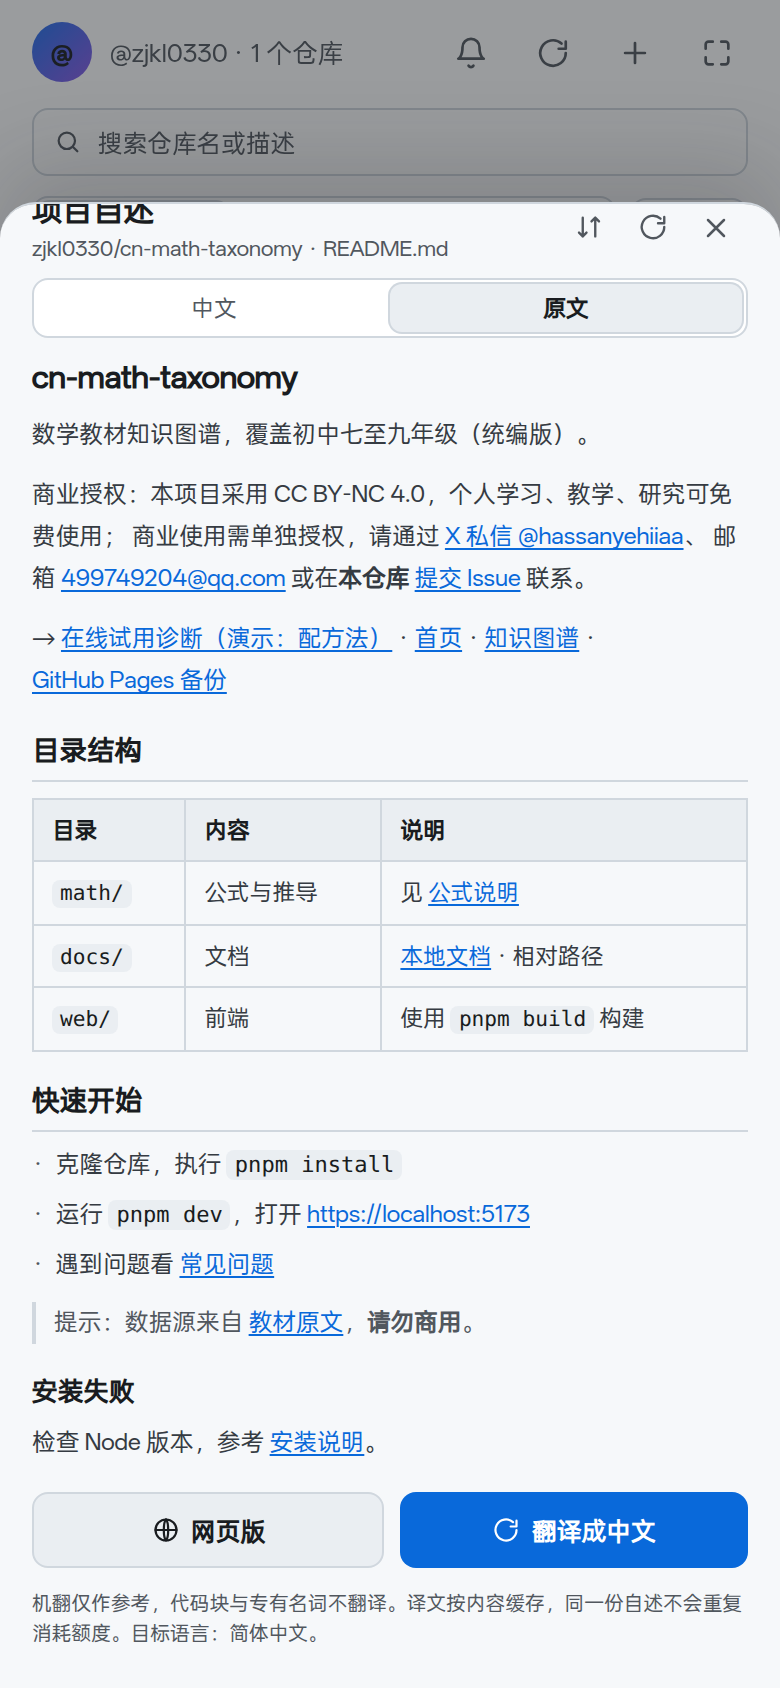 @ @zjkl0330 · 1 个仓库
搜索仓库名或描述
项目自述
zjkl0330/cn-math-taxonomy · README.md
中文 原文
cn-math-taxonomy
数学教材知识图谱，覆盖初中七至九年级（统编版）。
商业授权：本项目采用 CC BY-NC 4.0，个人学习、教学、研究可免
费使用； 商业使用需单独授权，请通过 X 私信 @hassanyehiiaa、 邮
箱 499749204@qq.com 或在本仓库 提交 Issue 联系。
→ 在线试用诊断（演示：配方法） · 首页 · 知识图谱 ·
GitHub Pages 备份
目录结构
目录 内容 说明
math/ 公式与推导 见 公式说明
docs/ 文档 本地文档 · 相对路径
web/ 前端 使用 pnpm build 构建
快速开始
· 克隆仓库，执行 pnpm install
· 运行 pnpm dev，打开 https://localhost:5173
· 遇到问题看 常见问题
提示：数据源来自 教材原文，请勿商用。
安装失败
检查 Node 版本，参考 安装说明。
网页版 翻译成中文
机翻仅作参考，代码块与专有名词不翻译。译文按内容缓存，同一份自述不会重复
消耗额度。目标语言：简体中文。